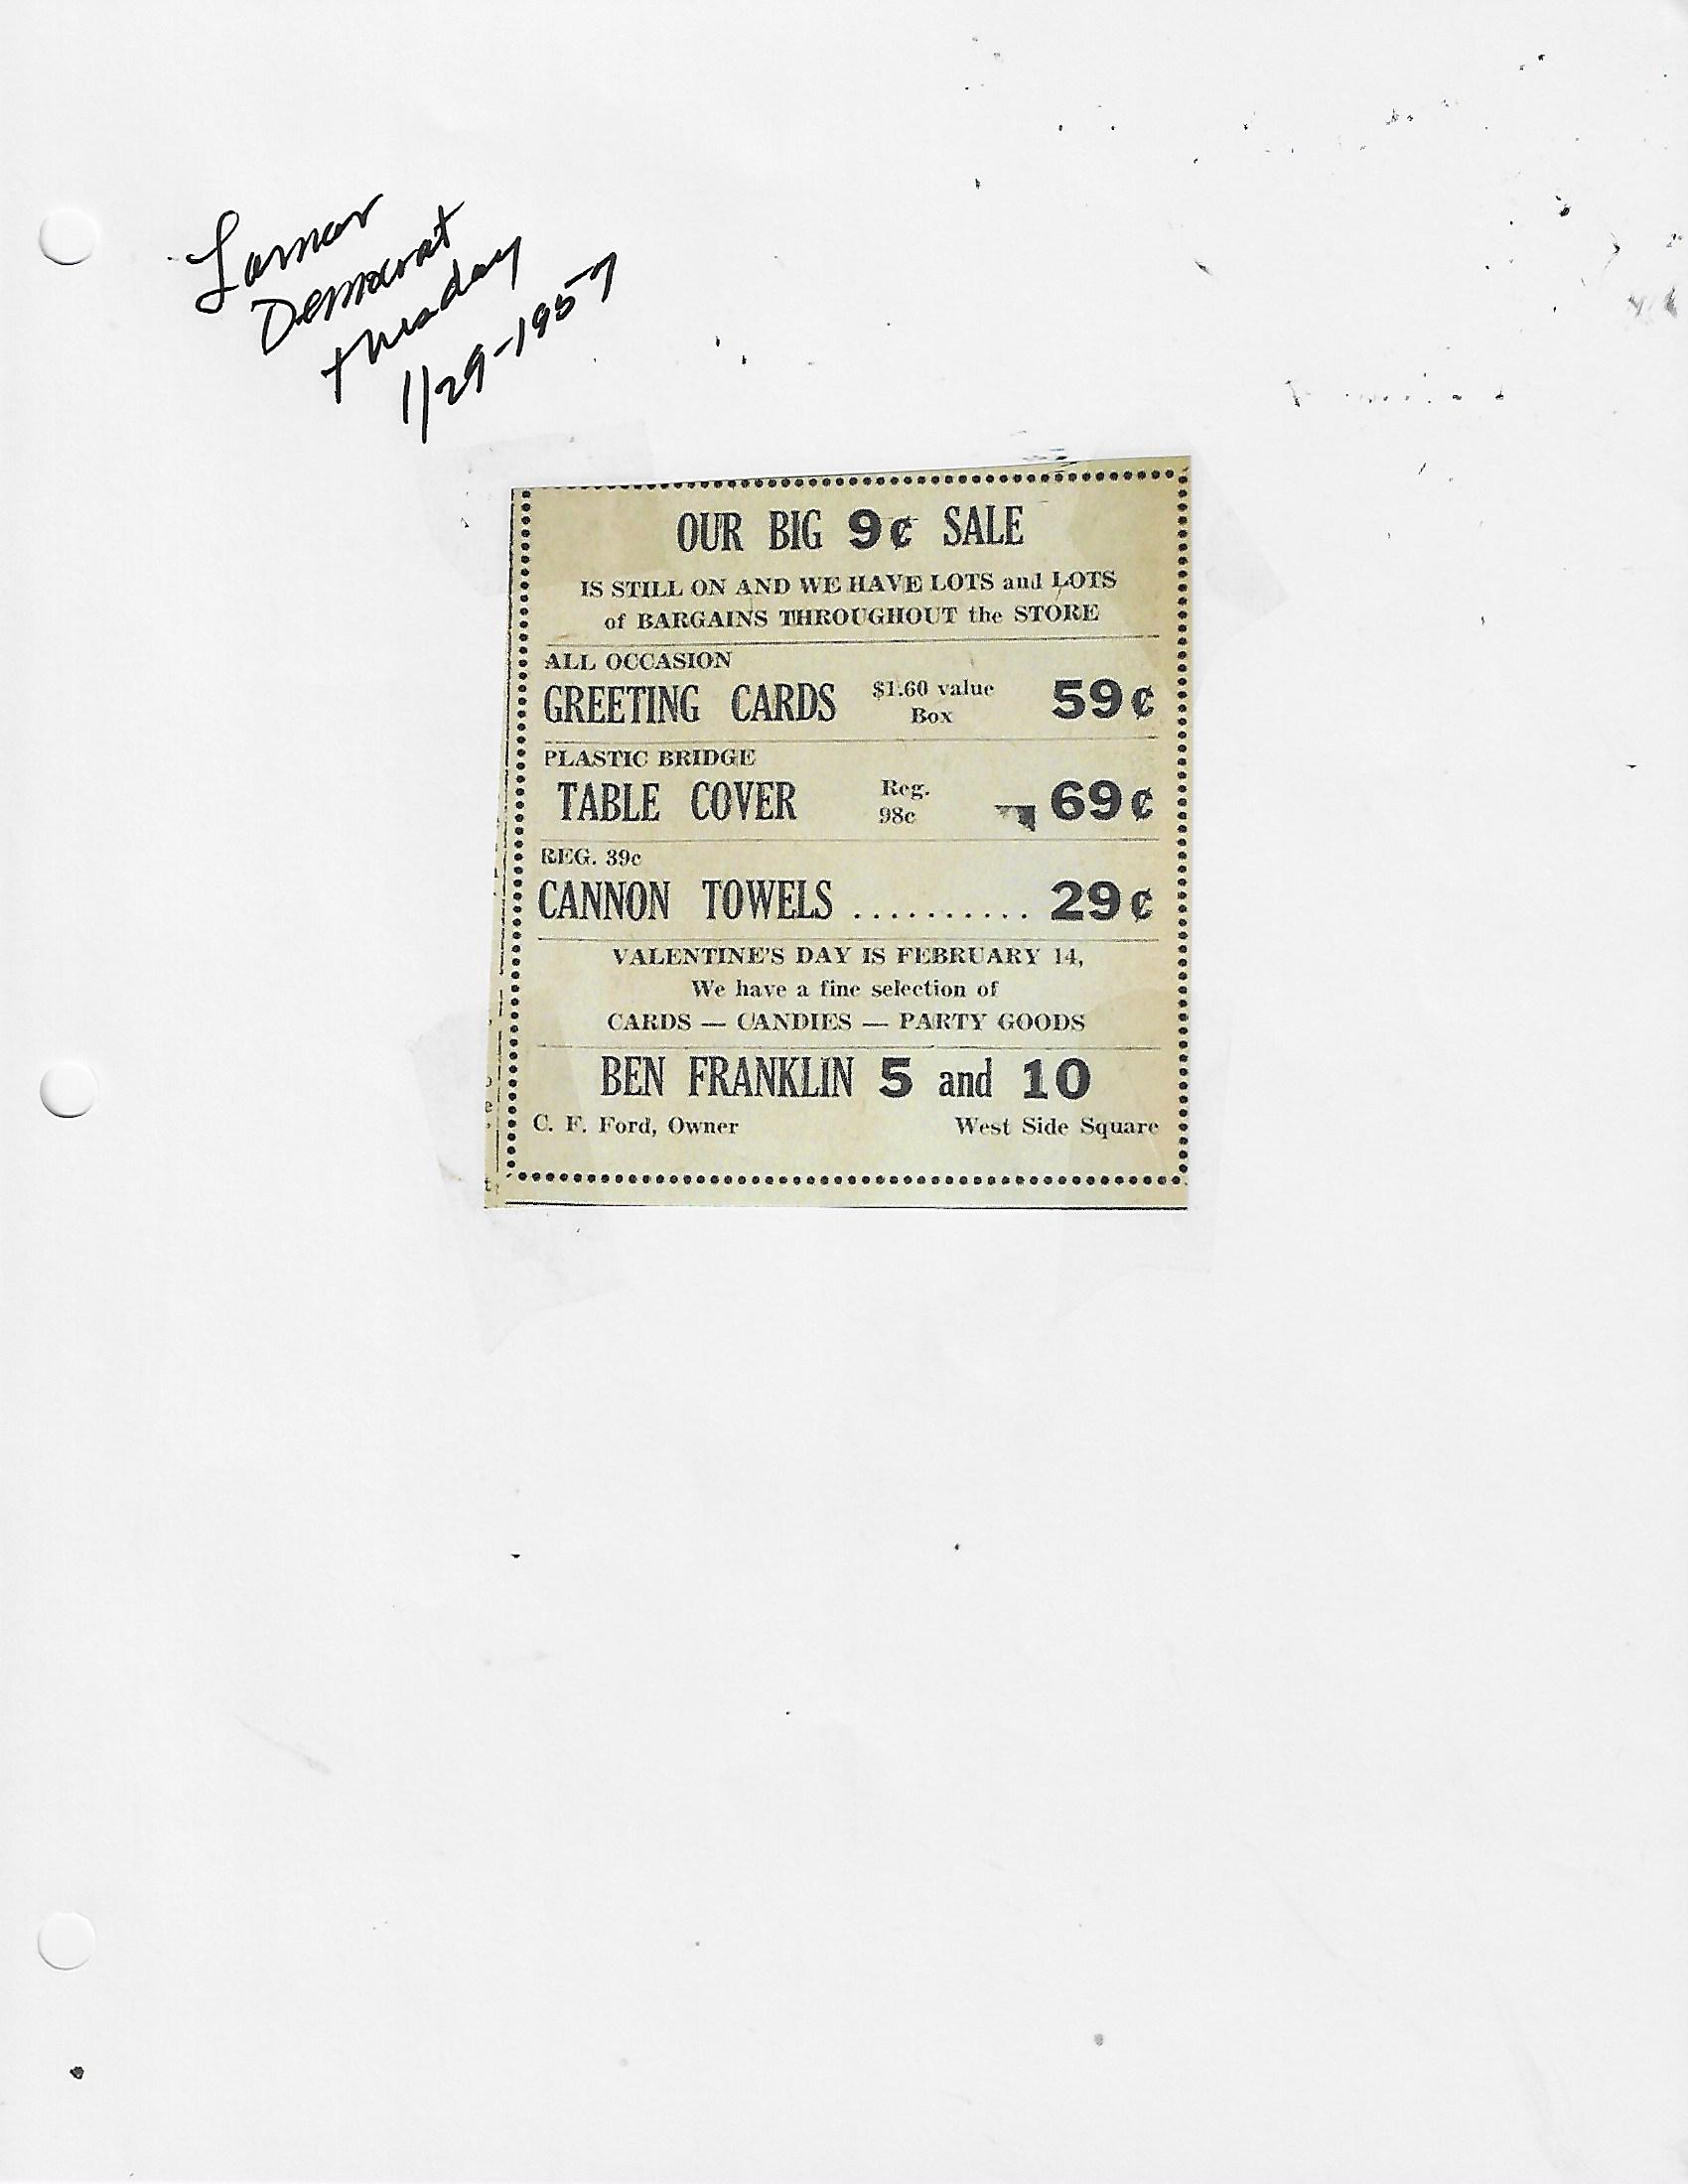 Lamar
Democrat
tuesday
1/29-1957
OUR BIG 9¢ SALE
IS STILL ON AND WE HAVE LOTS and LOTS
of BARGAINS THROUGHOUT the STORE
ALL OCCASION
GREETING CARDS $1.60 value Box 59¢
PLASTIC BRIDGE
TABLE COVER Reg. 98c 69¢
REG. 39c
CANNON TOWELS .......... 29¢
VALENTINE'S DAY IS FEBRUARY 14,
We have a fine selection of
CARDS — CANDIES — PARTY GOODS
BEN FRANKLIN 5 and 10
C. F. Ford, Owner West Side Square